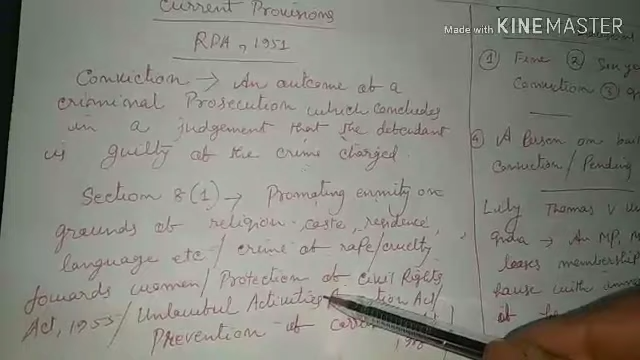 Made with KINEMASTER
Current Provisions
RPA, 1951
Conviction → An outcome of a
criminal Prosecution which concludes
in a judgement that the defendant
is guilty of the crime charged.
Section 8(1) → Promoting enmity on
grounds of religion, caste, residence,
language etc / crime of rape/cruelty
towards women/ Protection of Civil Rights
Act, 1955/ Unlawful Activities
Prevention of
① Fine ②
Conviction ③
④ A Person on
Conviction / Pending
Lily Thomas V
→ An MP, M
loses membership
house with